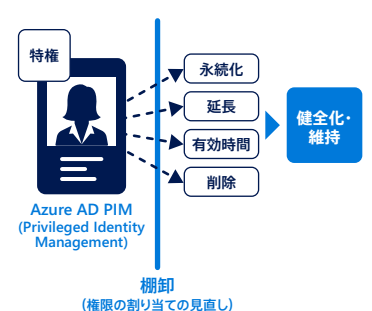 特権
Azure AD PIM
(Privileged Identity
Management)
永続化
延長
有効時間
削除
健全化・
維持
棚卸
(権限の割り当ての見直し)